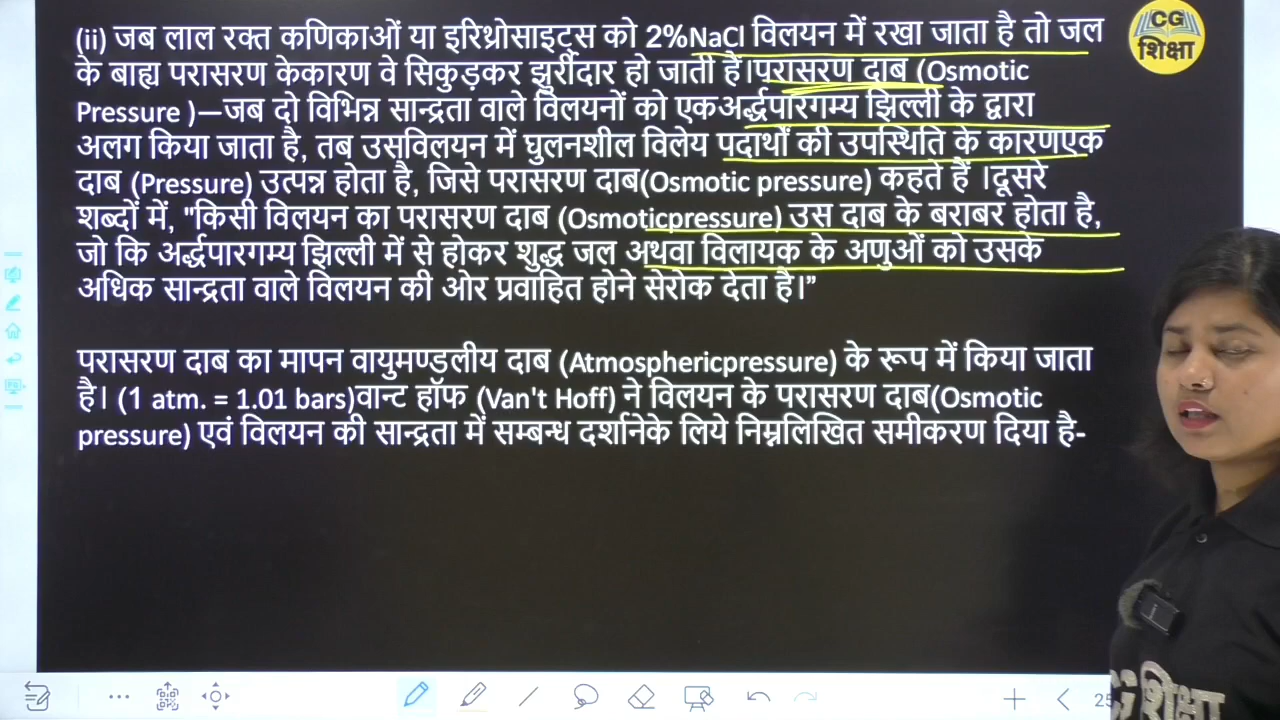 (ii) जब लाल रक्त कणिकाओं या इरिथ्रोसाइट्स को 2%NaCl विलयन में रखा जाता है तो जल
के बाह्य परासरण केकारण वे सिकुड़कर झुर्रीदार हो जाती हैं।परासरण दाब (Osmotic
Pressure )—जब दो विभिन्न सान्द्रता वाले विलयनों को एकअर्द्धपारगम्य झिल्ली के द्वारा
अलग किया जाता है, तब उसविलयन में घुलनशील विलेय पदार्थों की उपस्थिति के कारणएक
दाब (Pressure) उत्पन्न होता है, जिसे परासरण दाब(Osmotic pressure) कहते हैं ।दूसरे
शब्दों में, "किसी विलयन का परासरण दाब (Osmoticpressure) उस दाब के बराबर होता है,
जो कि अर्द्धपारगम्य झिल्ली में से होकर शुद्ध जल अथवा विलायक के अणुओं को उसके
अधिक सान्द्रता वाले विलयन की ओर प्रवाहित होने सेरोक देता है।”
परासरण दाब का मापन वायुमण्डलीय दाब (Atmosphericpressure) के रूप में किया जाता
है। (1 atm. = 1.01 bars)वान्ट हॉफ (Van't Hoff) ने विलयन के परासरण दाब(Osmotic
pressure) एवं विलयन की सान्द्रता में सम्बन्ध दर्शानेके लिये निम्नलिखित समीकरण दिया है-
CG
शिक्षा
CG शिक्षा